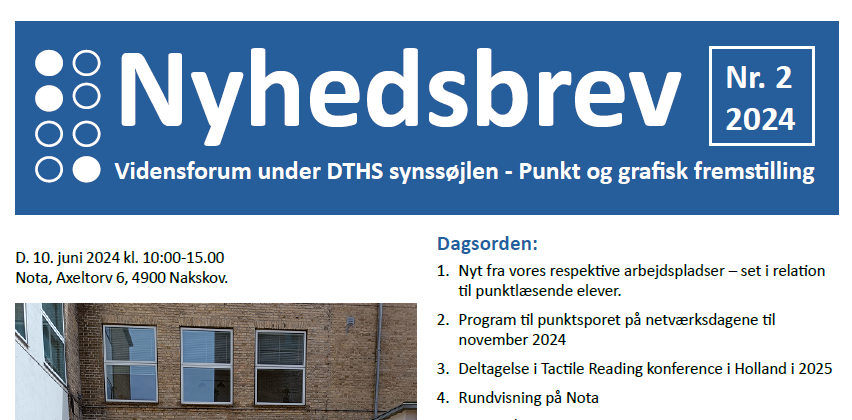 Nyhedsbrev
Nr. 2
2024
Vidensforum under DTHS synssøjlen - Punkt og grafisk fremstilling
D. 10. juni 2024 kl. 10:00-15.00
Nota, Axeltorv 6, 4900 Nakskov.
Dagsorden:
1. Nyt fra vores respektive arbejdspladser – set i relation
til punktlæsende elever.
2. Program til punktsporet på netværksdagene til
november 2024
3. Deltagelse i Tactile Reading konference i Holland i 2025
4. Rundvisning på Nota